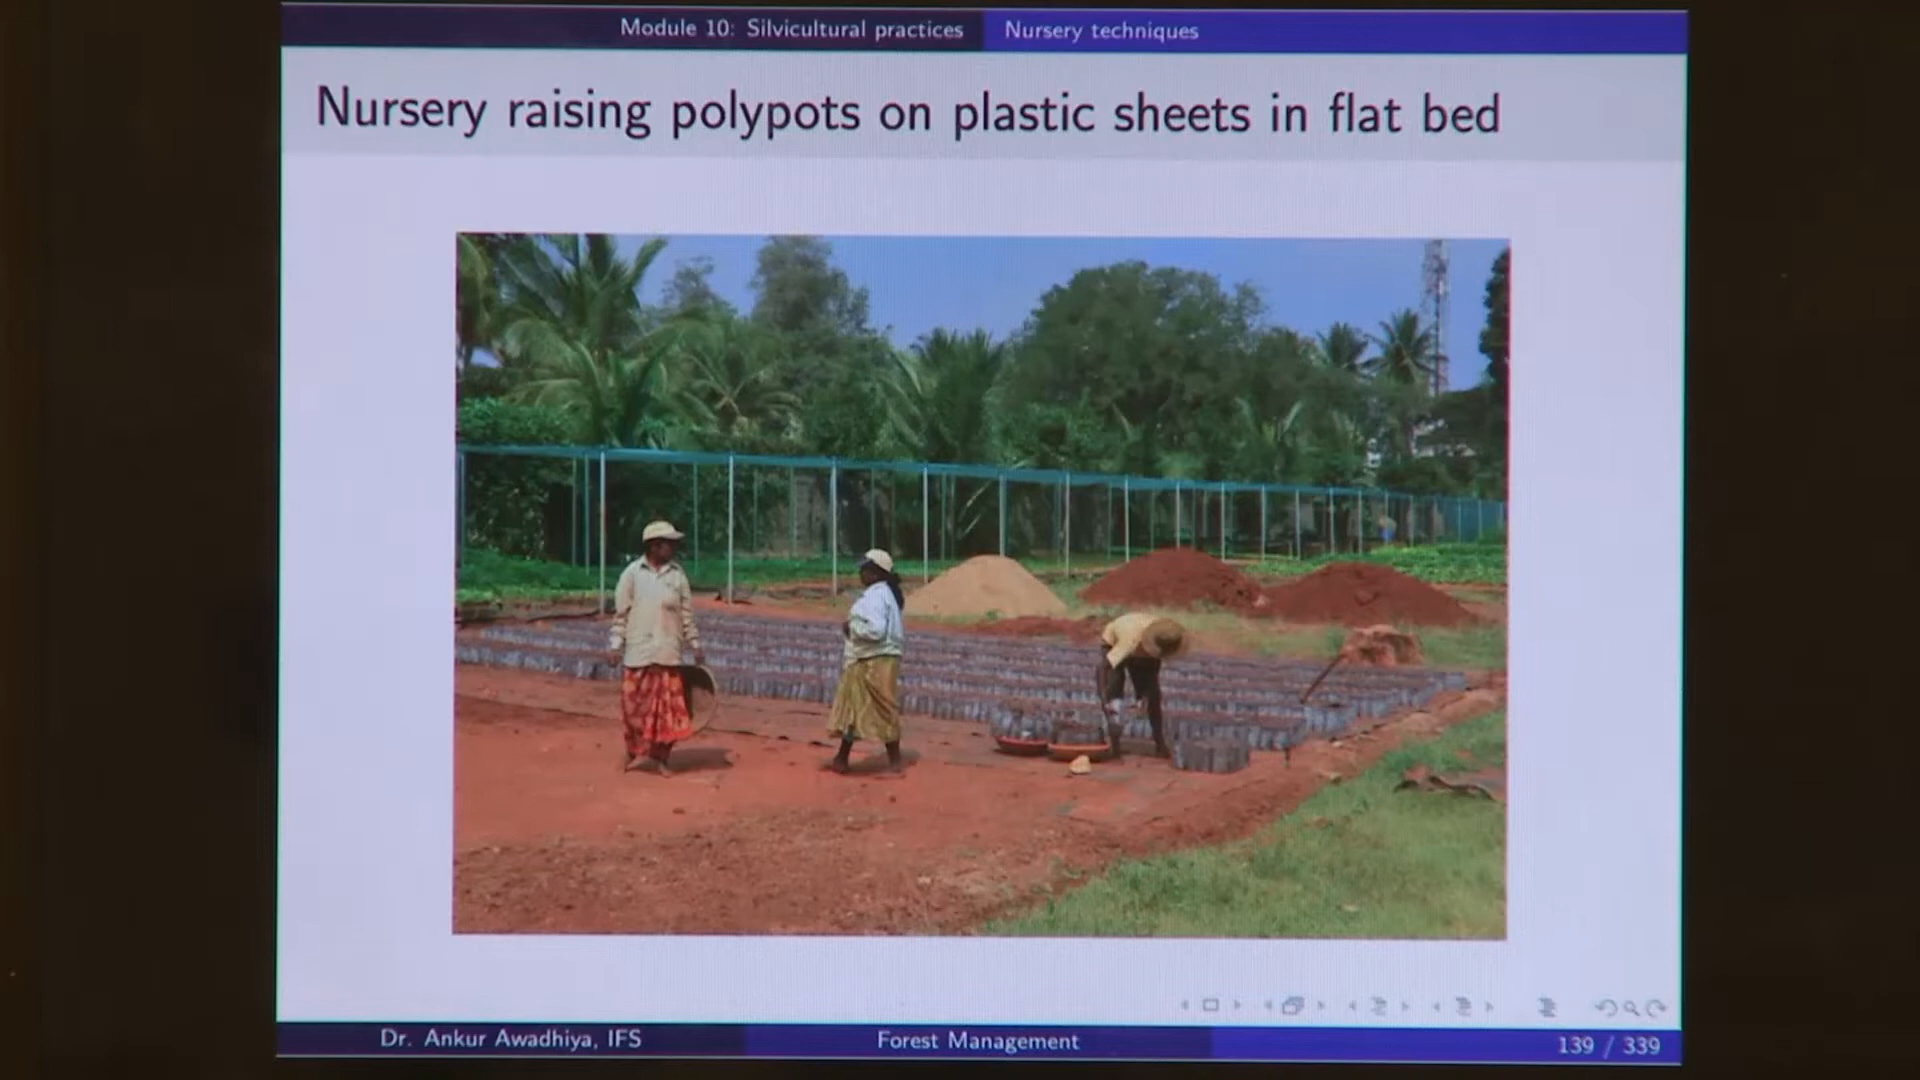 Module 10: Silvicultural practices
Nursery techniques
Nursery raising polypots on plastic sheets in flat bed
Dr. Ankur Awadhiya, IFS
Forest Management
139 / 339